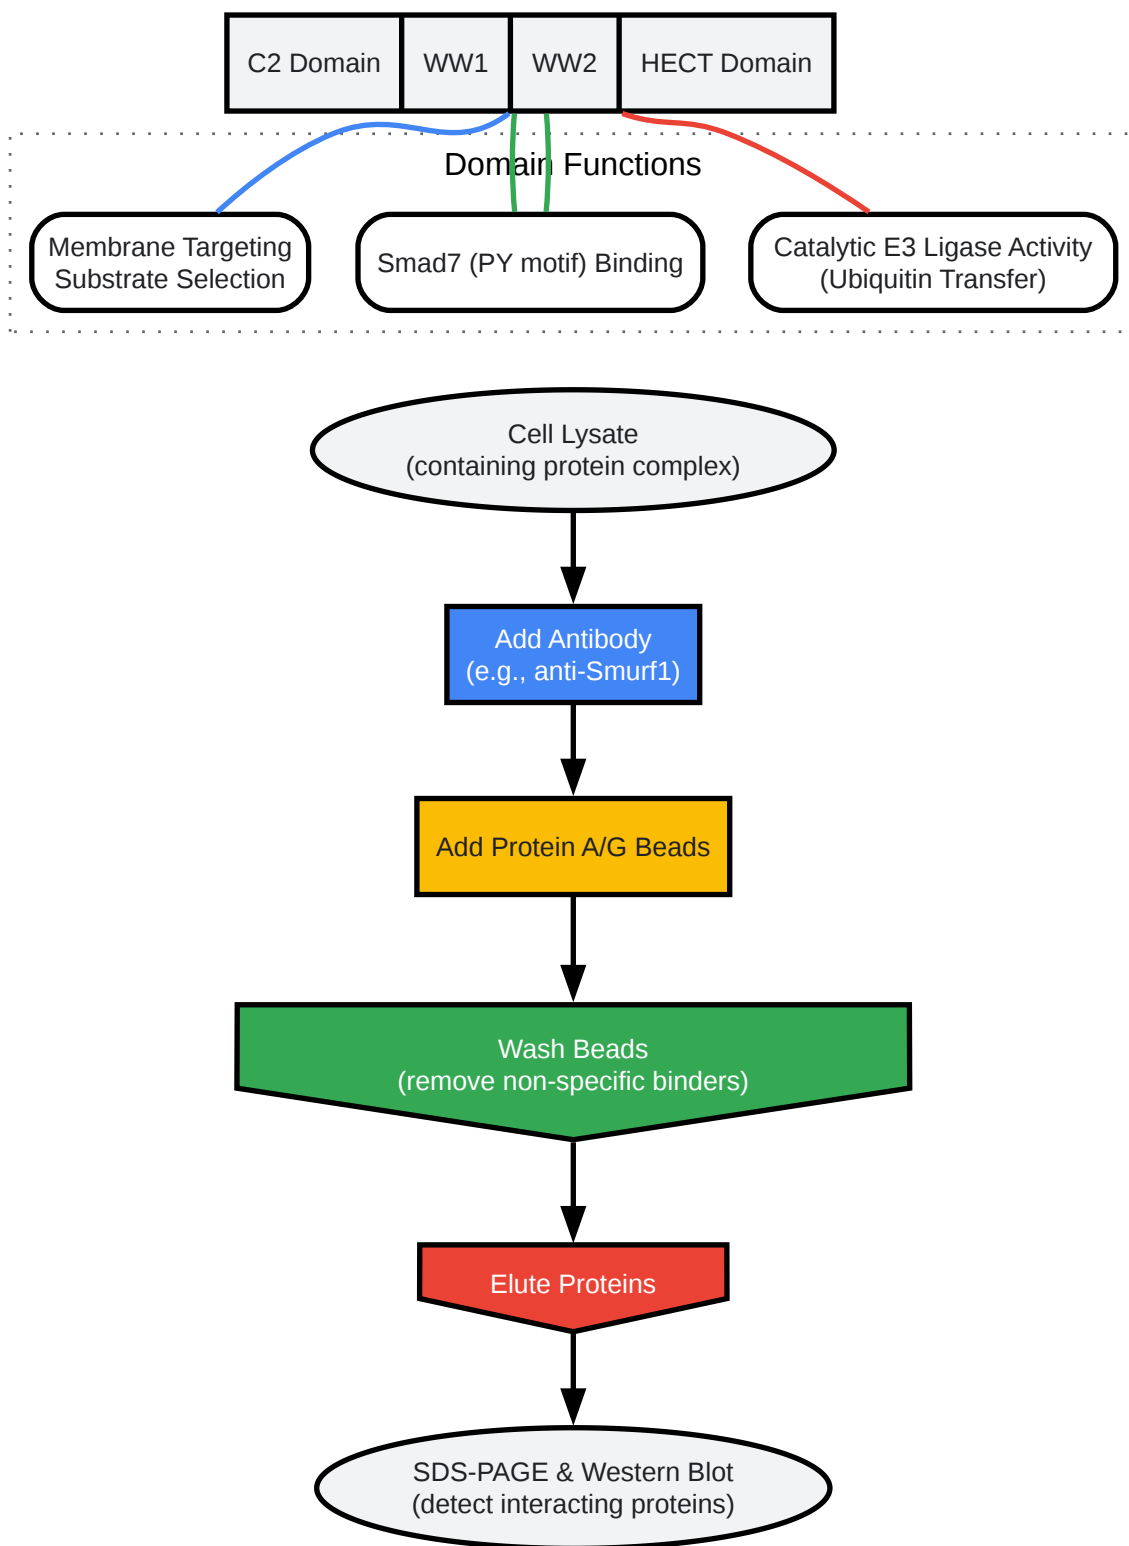 C2 Domain WW1 WW2 HECT Domain
Domain Functions
Membrane Targeting
Substrate Selection
Smad7 (PY motif) Binding
Catalytic E3 Ligase Activity
(Ubiquitin Transfer)
Cell Lysate
(containing protein complex)
Add Antibody
(e.g., anti-Smurf1)
Add Protein A/G Beads
Wash Beads
(remove non-specific binders)
Elute Proteins
SDS-PAGE & Western Blot
(detect interacting proteins)